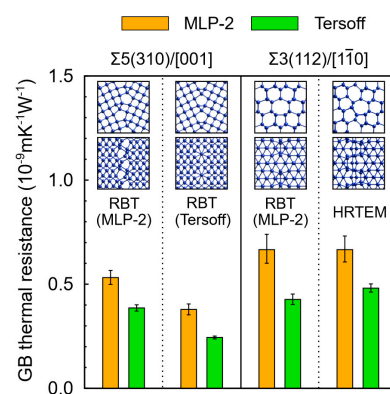 MLP-2 Tersoff
Σ5(310)/[001] Σ3(112)/[11̅0]
GB thermal resistance (10⁻⁹mK⁻¹W⁻¹)
1.5
1.0
0.5
0.0
RBT
(MLP-2)
RBT
(Tersoff)
RBT
(MLP-2)
HRTEM